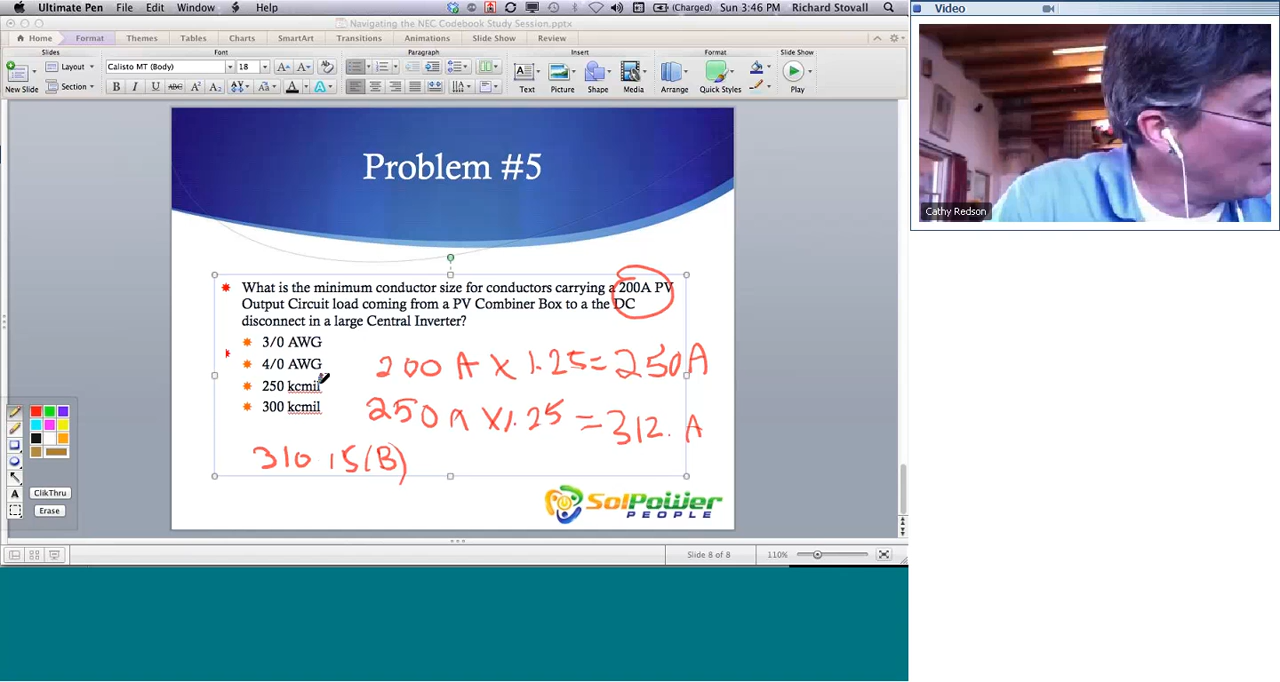 Ultimate Pen File Edit Window Help (Charged) Sun 3:46 PM Richard Stovall
Video
Navigating the NEC Codebook Study Session.pptx
Home Format Themes Tables Charts SmartArt Transitions Animations Slide Show Review
Slides Font Paragraph Insert Format Slide Show
Layout Calisto MT (Body) 18
New Slide Section B I U ABC Text Picture Shape Media Arrange Quick Styles Play
Problem #5
What is the minimum conductor size for conductors carrying a 200A PV
Output Circuit load coming from a PV Combiner Box to a the DC
disconnect in a large Central Inverter?
3/0 AWG
4/0 AWG
250 kcmil
300 kcmil
200 A X 1.25 = 250 A
250 A X 1.25 = 312. A
310 15(B)
SolPower
PEOPLE
ClikThru
Erase
Slide 8 of 8 110%
Cathy Redson